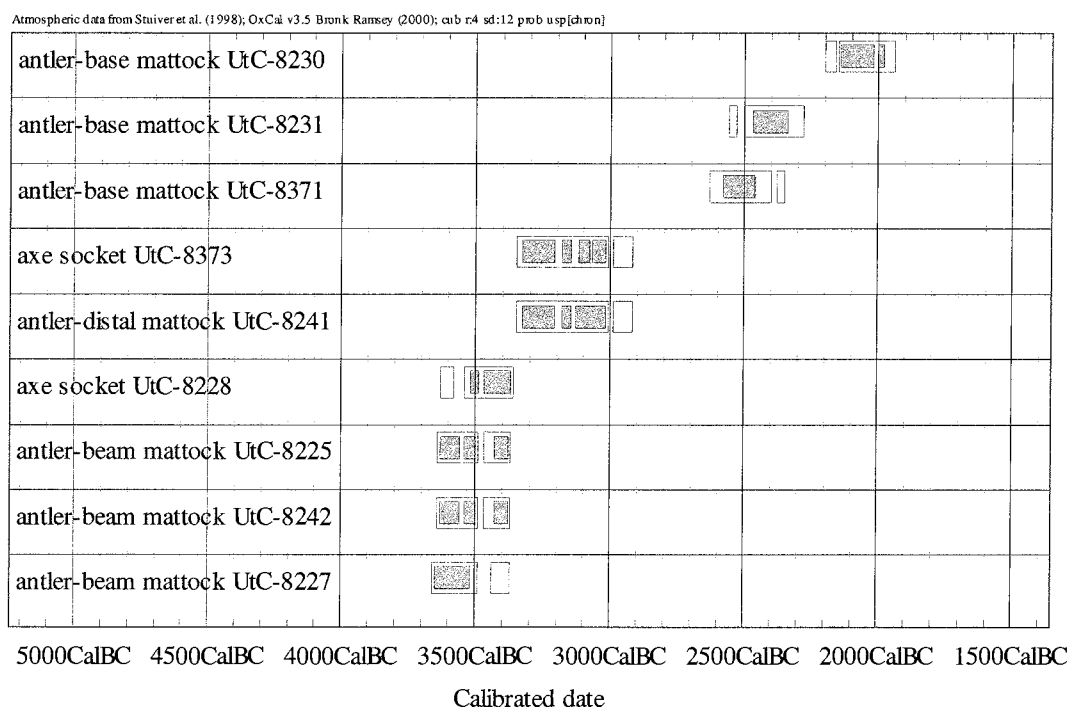 Atmospheric data from Stuiver et al. (1998); OxCal v3.5 Bronk Ramsey (2000); cub r:4 sd:12 prob usp[chron]
antler-base mattock UtC-8230
antler-base mattock UtC-8231
antler-base mattock UtC-8371
axe socket UtC-8373
antler-distal mattock UtC-8241
axe socket UtC-8228
antler-beam mattock UtC-8225
antler-beam mattock UtC-8242
antler-beam mattock UtC-8227
5000CalBC 4500CalBC 4000CalBC 3500CalBC 3000CalBC 2500CalBC 2000CalBC 1500CalBC
Calibrated date